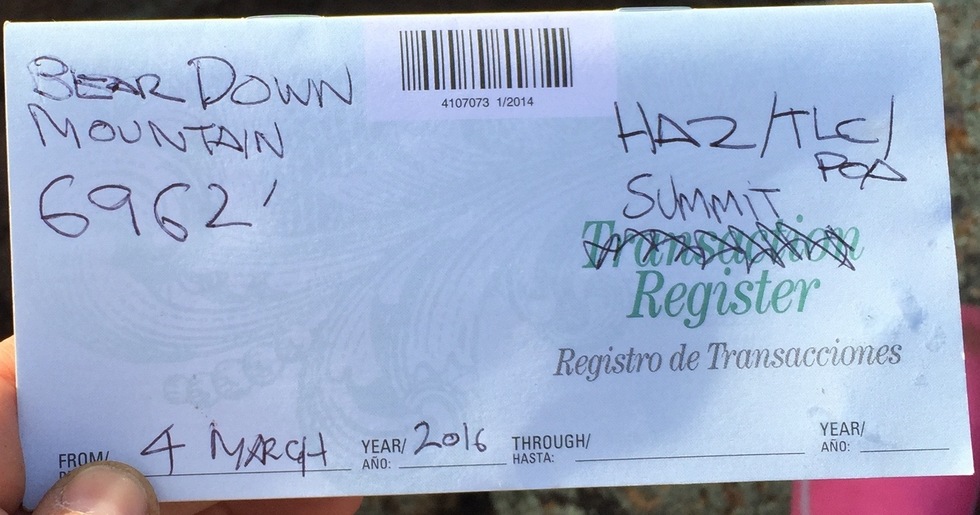 BEAR DOWN
MOUNTAIN
6962'
4107073 1/2014
HAZ/TLC/
POA
SUMMIT
Transaction
Register
Registro de Transacciones
FROM/ 4 MARCH YEAR/ 2016 THROUGH/ YEAR/
AÑO: HASTA: AÑO: